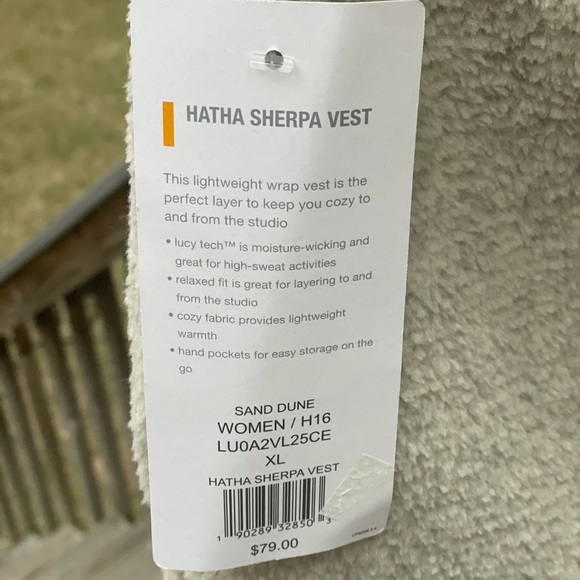 HATHA SHERPA VEST
This lightweight wrap vest is the
perfect layer to keep you cozy to
and from the studio
• lucy tech™ is moisture-wicking and
great for high-sweat activities
• relaxed fit is great for layering to and
from the studio
• cozy fabric provides lightweight
warmth
• hand pockets for easy storage on the
go
SAND DUNE
WOMEN / H16
LU0A2VL25CE
XL
HATHA SHERPA VEST
1 90289 32850 3
$79.00